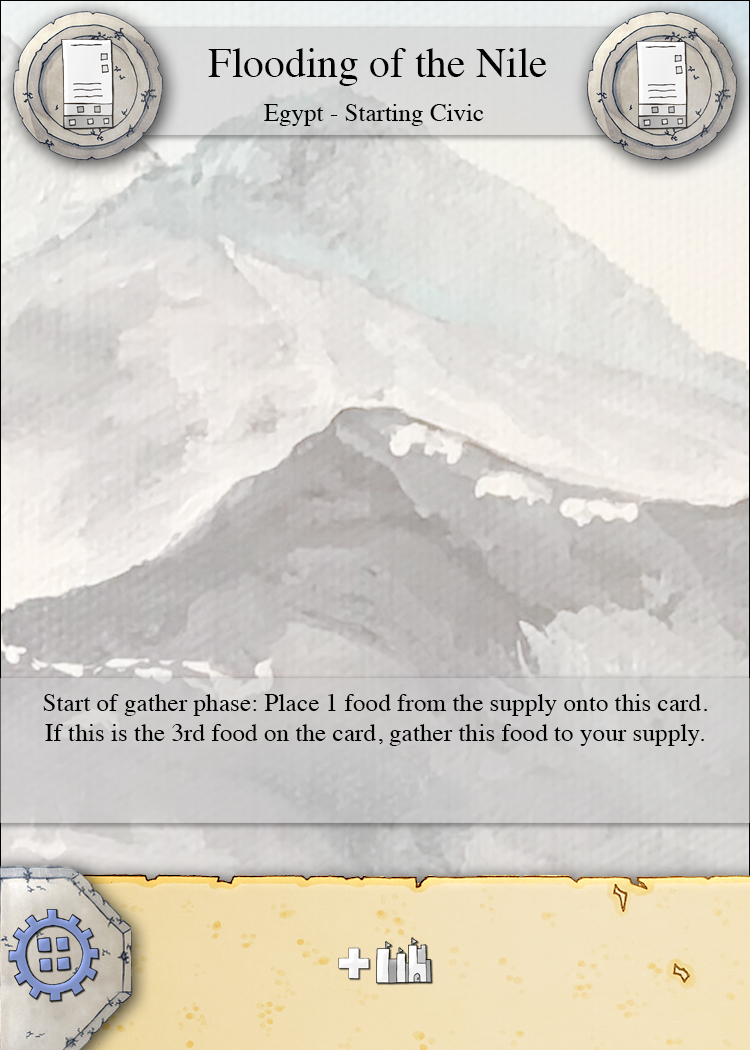 Flooding of the Nile
Egypt - Starting Civic
Start of gather phase: Place 1 food from the supply onto this card.
If this is the 3rd food on the card, gather this food to your supply.